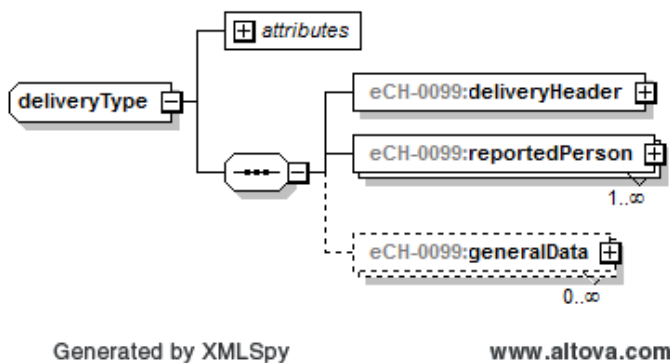 attributes
deliveryType
eCH-0099:deliveryHeader
eCH-0099:reportedPerson
1..∞
eCH-0099:generalData
0..∞
Generated by XMLSpy
www.altova.com